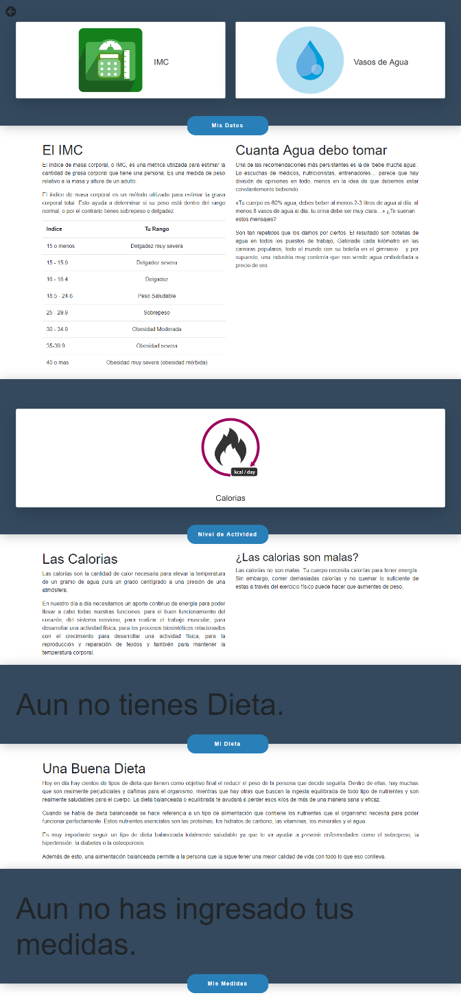 IMC
Vasos de Agua
Mis Datos
El IMC
El índice de masa corporal, o IMC, es una métrica utilizada para estimar la
cantidad de grasa corporal que tiene una persona. Es una medida de peso
relativo a la masa y altura de un adulto.
El índice de masa corporal es un método utilizado para estimar la grasa
corporal total. Esto ayuda a determinar si su peso está dentro del rango
normal, o por el contrario tienes sobrepeso o delgadez.
Indice Tu Rango
15 o menos Delgadez muy severa
15 - 15.9 Delgadez severa
16 - 18.4 Delgadez
18.5 - 24-6 Peso Saludable
25 - 29.9 Sobrepeso
30 - 34.9 Obesidad Moderada
35-39.9 Obesidad severa
40 o mas Obesidad muy severa (obesidad mórbida)
Cuanta Agua debo tomar
Una de las recomendaciones más persistentes es la de 'bebe mucha agua'.
Lo escuchas de médicos, nutricionistas, entrenadores… parece que hay
división de opiniones en todo, menos en la idea de que debemos estar
constantemente bebiendo.
«Tu cuerpo es 60% agua, debes beber al menos 2-3 litros de agua al día, al
menos 8 vasos de agua al día, tu orina debe ser muy clara…» ¿Te suenan
estos mensajes?
Son tan repetidos que los damos por ciertos. El resultado son botellas de
agua en todos los puestos de trabajo, Gatorade cada kilómetro en las
carreras populares, todo el mundo con su botella en el gimnasio… y por
supuesto, una industria muy contenta que nos vende agua embotellada a
precio de oro.
kcal / day
Calorias
Nivel de Actividad
Las Calorias
Las calorías son la cantidad de calor necesaria para elevar la temperatura
de un gramo de agua pura un grado centígrado a una presión de una
atmósfera.
En nuestro día a día necesitamos un aporte continuo de energía para poder
llevar a cabo todas nuestras funciones; para el buen funcionamiento del
corazón, del sistema nervioso, para realizar el trabajo muscular, para
desarrollar una actividad física, para los procesos biosintéticos relacionados
con el crecimiento para desarrollar una actividad física, para la
reproducción y reparación de tejidos y también para mantener la
temperatura corporal.
¿Las calorias son malas?
Las calorías no son malas. Tu cuerpo necesita calorías para tener energía.
Sin embargo, comer demasiadas calorías y no quemar lo suficiente de
estas a través del ejercicio físico puede hacer que aumentes de peso.
Aun no tienes Dieta.
Mi Dieta
Una Buena Dieta
Hoy en día hay cientos de tipos de dieta que tienen como objetivo final el reducir el peso de la persona que decide seguirla. Dentro de ellas, hay muchas
que son realmente perjudiciales y dañinas para el organismo, mientras que hay otras que buscan la ingesta equilibrada de todo tipo de nutrientes y son
realmente saludables para el cuerpo. La dieta balanceada o equilibrada te ayudará a perder esos kilos de más de una manera sana y eficaz.
Cuando se habla de dieta balanceada se hace referencia a un tipo de alimentación que contiene los nutrientes que el organismo necesita para poder
funcionar perfectamente. Estos nutrientes esenciales son las proteínas, los hidratos de carbono, las vitaminas, los minerales y el agua.
Es muy importante seguir un tipo de dieta balanceada totalmente saludable ya que te va ayudar a prevenir enfermedades como el sobrepeso, la
hipertensión, la diabetes o la osteoporosis.
Además de esto, una alimentación balanceada permite a la persona que la sigue tener una mejor calidad de vida con todo lo que eso conlleva.
Aun no has ingresado tus
medidas.
Mis Medidas